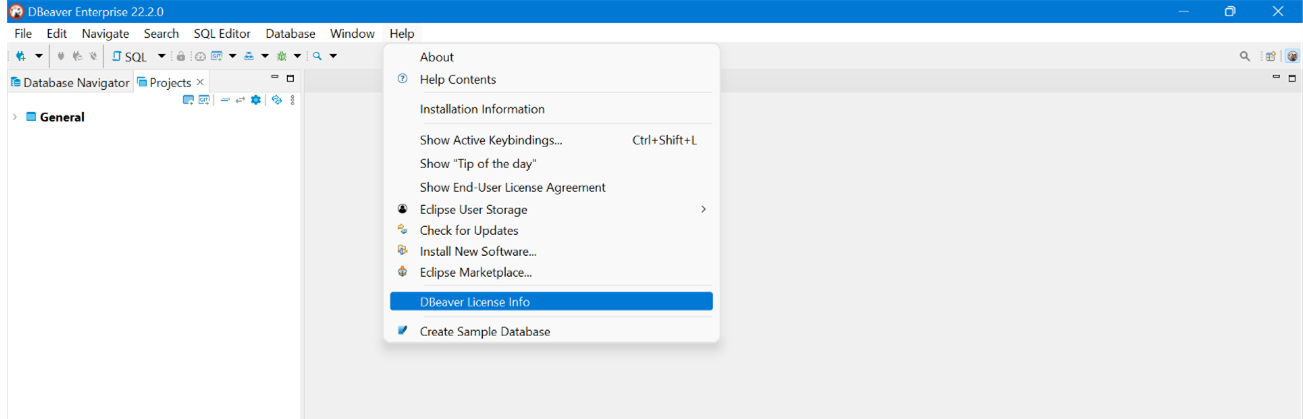 DBeaver Enterprise 22.2.0
File Edit Navigate Search SQL Editor Database Window Help
SQL
Database Navigator Projects
General
About
Help Contents
Installation Information
Show Active Keybindings... Ctrl+Shift+L
Show "Tip of the day"
Show End-User License Agreement
Eclipse User Storage
Check for Updates
Install New Software...
Eclipse Marketplace...
DBeaver License Info
Create Sample Database